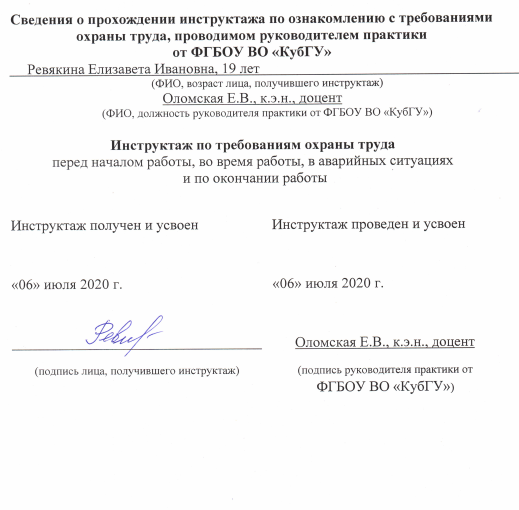 Сведения о прохождении инструктажа по ознакомлению с требованиями
охраны труда, проводимом руководителем практики
от ФГБОУ ВО «КубГУ»
Ревякина Елизавета Ивановна, 19 лет
(ФИО, возраст лица, получившего инструктаж)
Оломская Е.В., к.э.н., доцент
(ФИО, должность руководителя практики от ФГБОУ ВО «КубГУ»)
Инструктаж по требованиям охраны труда
перед началом работы, во время работы, в аварийных ситуациях
и по окончании работы
Инструктаж получен и усвоен
Инструктаж проведен и усвоен
«06» июля 2020 г.
«06» июля 2020 г.
Оломская Е.В., к.э.н., доцент
(подпись лица, получившего инструктаж)
(подпись руководителя практики от
ФГБОУ ВО «КубГУ»)